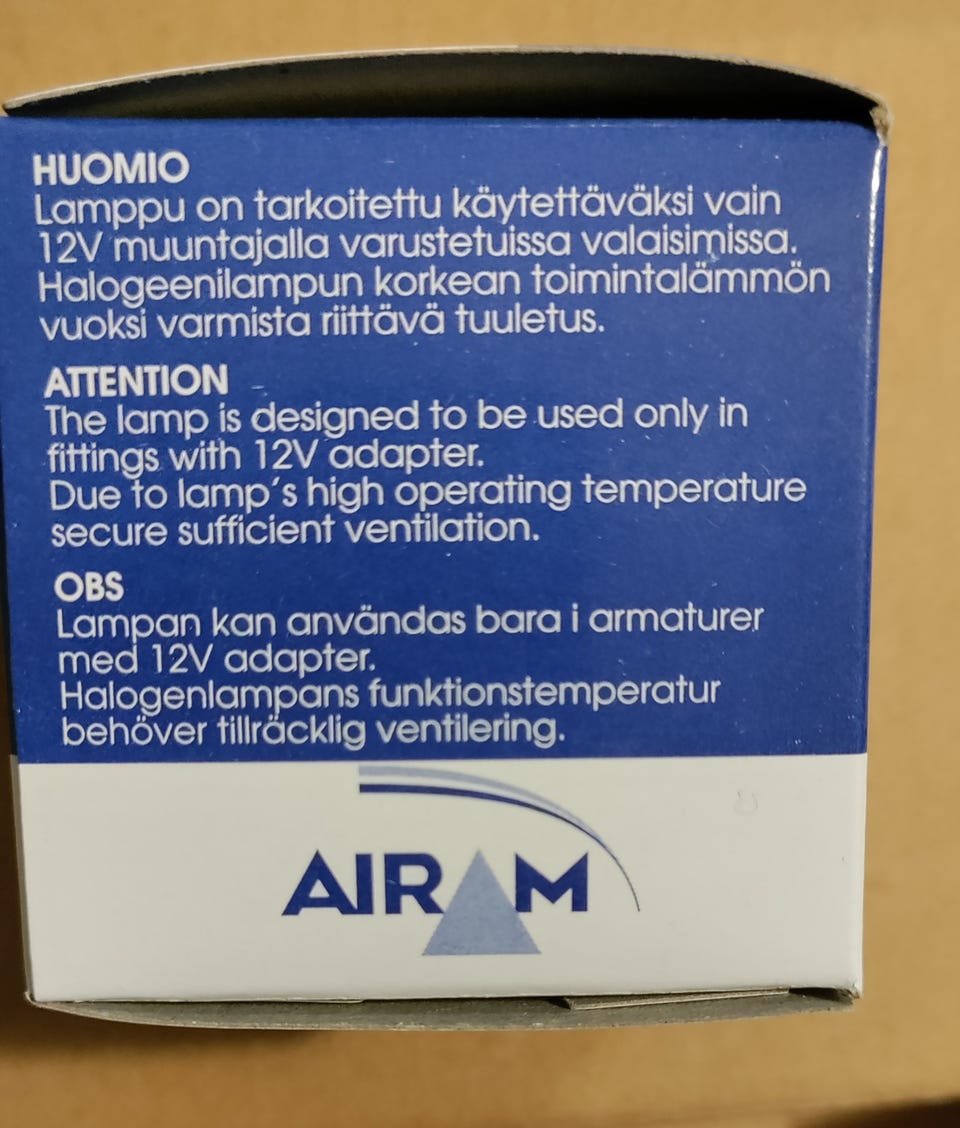 HUOMIO
Lamppu on tarkoitettu käytettäväksi vain
12V muuntajalla varustetuissa valaisimissa.
Halogeenilampun korkean toimintalämmön
vuoksi varmista riittävä tuuletus.
ATTENTION
The lamp is designed to be used only in
fittings with 12V adapter.
Due to lamp's high operating temperature
secure sufficient ventilation.
OBS
Lampan kan användas bara i armaturer
med 12V adapter.
Halogenlampans funktionstemperatur
behöver tillräcklig ventilering.
AIRAM